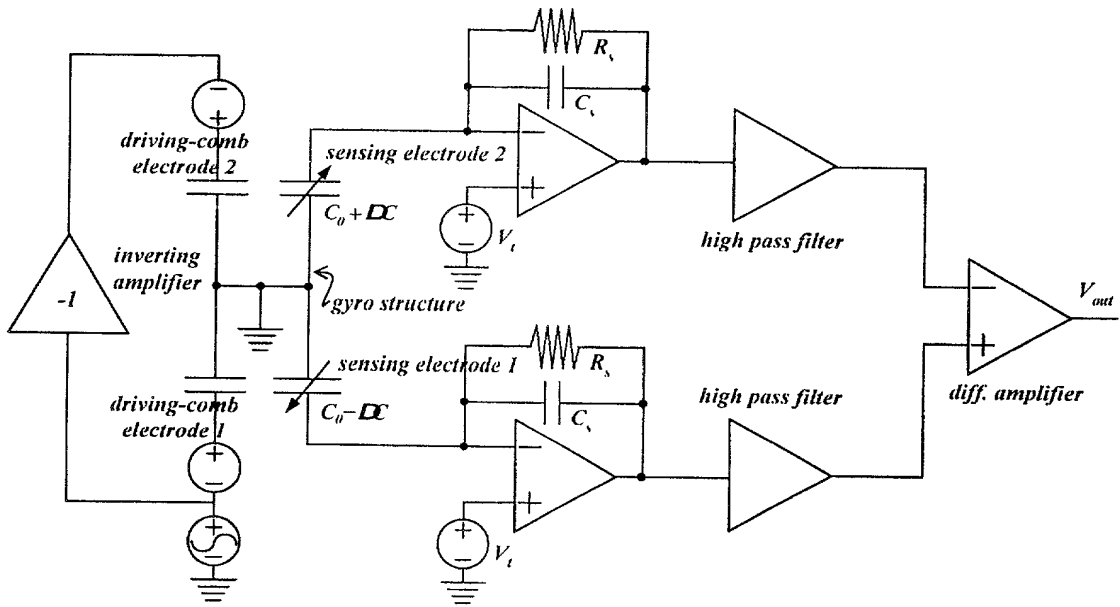 R_s
C_s
driving-comb
electrode 2
sensing electrode 2
C_0 + ΔC
V_t
high pass filter
inverting
amplifier
-1
gyro structure
V_out
sensing electrode 1
C_0 − ΔC
R_s
C_s
high pass filter
diff. amplifier
driving-comb
electrode 1
V_t